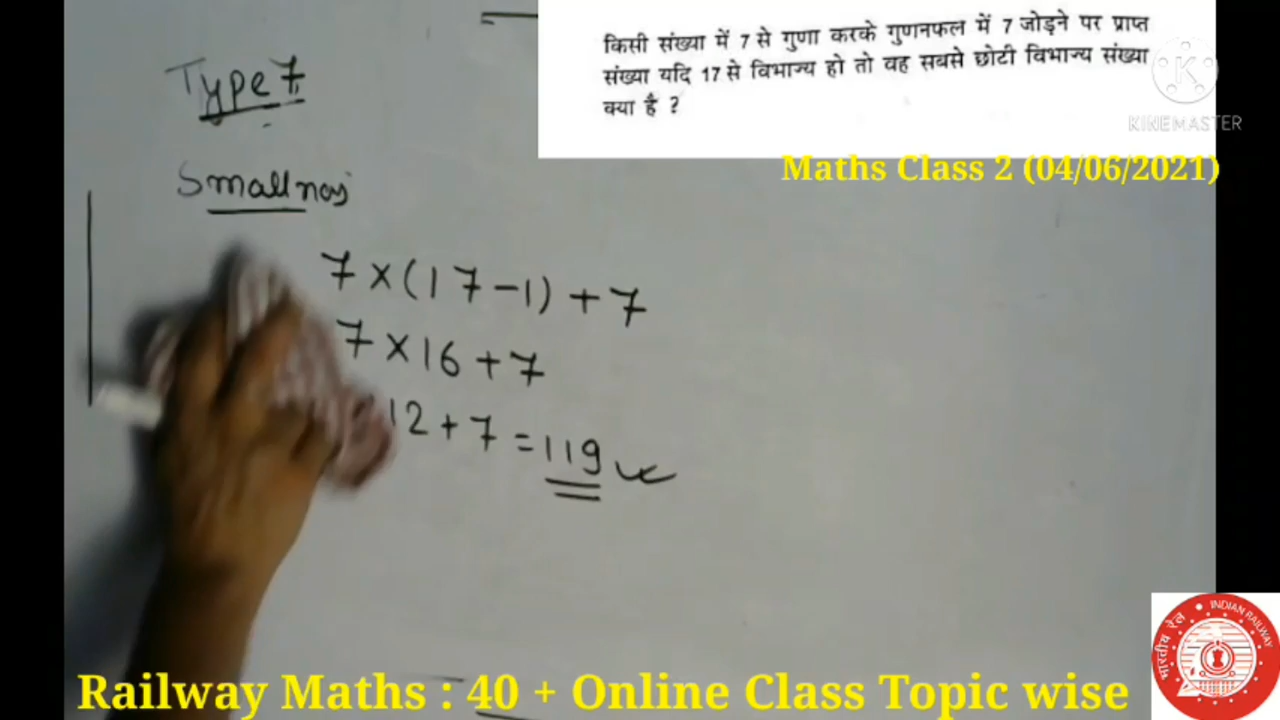 किसी संख्या में 7 से गुणा करके गुणनफल में 7 जोड़ने पर प्राप्त
संख्या यदि 17 से विभाज्य हो तो वह सबसे छोटी विभाज्य संख्या
क्या है ?
KINEMASTER
Maths Class 2 (04/06/2021)
Type 7
Small nos
7×(17-1)+7
7×16+7
12+7=119
Railway Maths : 40 + Online Class Topic wise
भारतीय रेल
INDIAN RAILWAY